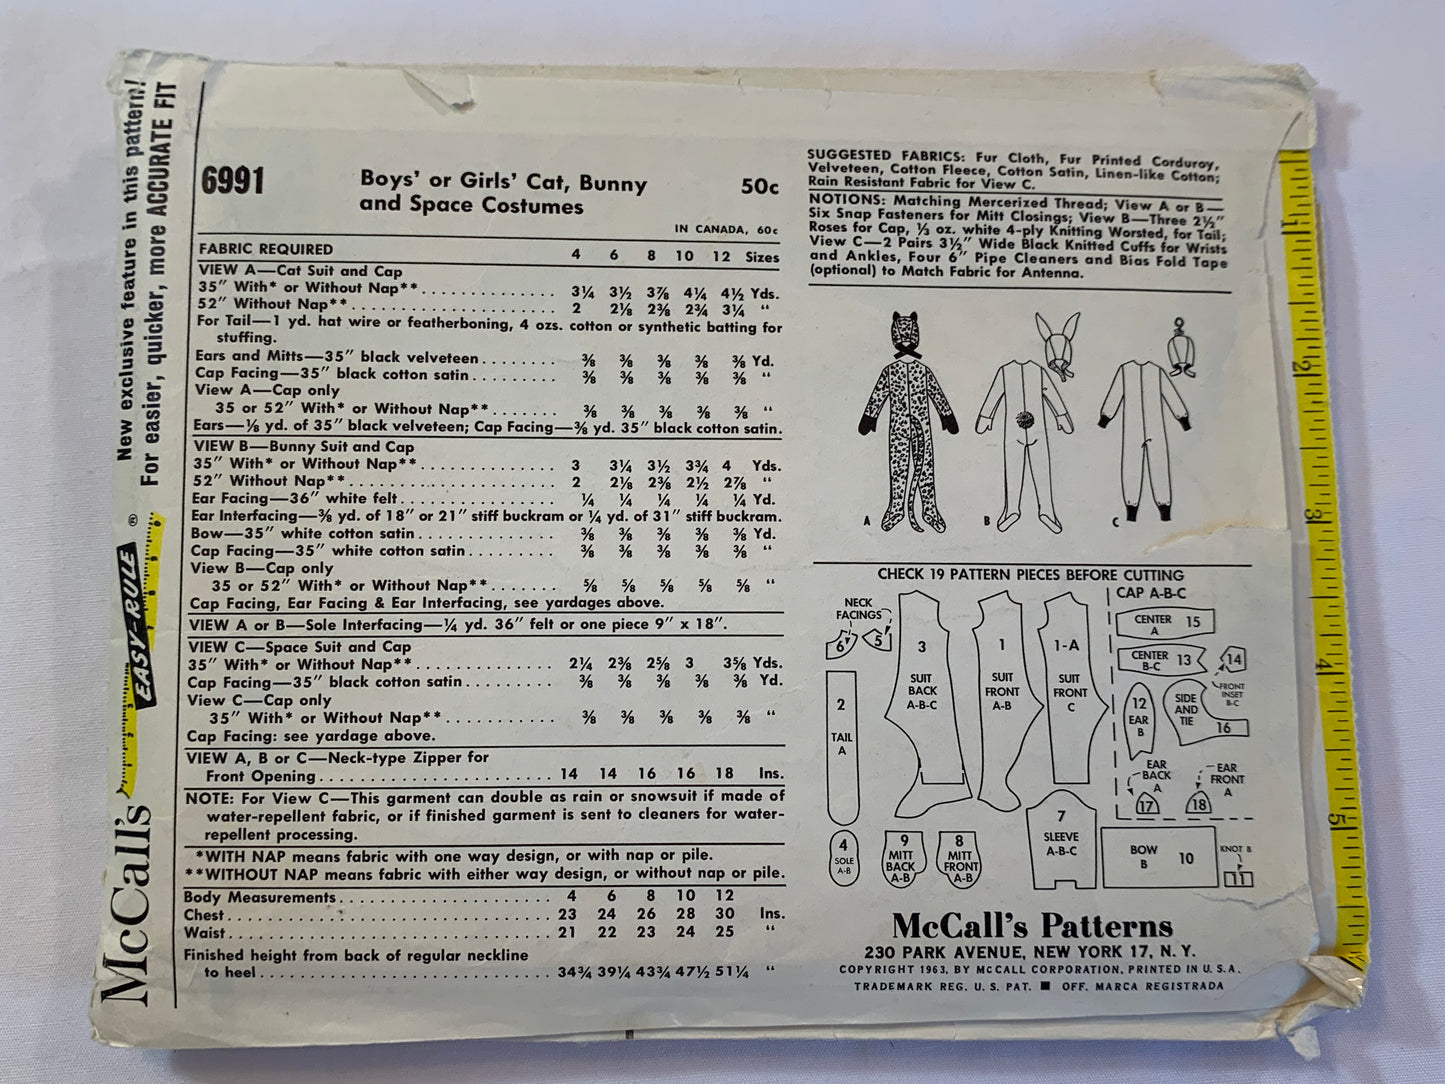 New exclusive feature in this pattern!
For easier, quicker, more ACCURATE FIT
EASY-RULE ®
McCall's
6991
Boys' or Girls' Cat, Bunny
and Space Costumes
50c
IN CANADA, 60c
FABRIC REQUIRED 4 6 8 10 12 Sizes
VIEW A—Cat Suit and Cap
35" With* or Without Nap** 3¼ 3½ 3⅞ 4¼ 4½ Yds.
52" Without Nap** 2 2⅛ 2⅜ 2¾ 3¼ "
For Tail—1 yd. hat wire or featherboning, 4 ozs. cotton or synthetic batting for
stuffing.
Ears and Mitts—35" black velveteen ⅜ ⅜ ⅜ ⅜ ⅜ Yd.
Cap Facing—35" black cotton satin ⅜ ⅜ ⅜ ⅜ ⅜ "
View A—Cap only
35 or 52" With* or Without Nap** ⅜ ⅜ ⅜ ⅜ ⅜ "
Ears—⅛ yd. of 35" black velveteen; Cap Facing—⅜ yd. 35" black cotton satin.
VIEW B—Bunny Suit and Cap
35" With* or Without Nap** 3 3¼ 3½ 3¾ 4 Yds.
52" Without Nap** 2 2⅛ 2⅜ 2½ 2⅞ "
Ear Facing—36" white felt ¼ ¼ ¼ ¼ ¼ Yd.
Ear Interfacing—⅜ yd. of 18" or 21" stiff buckram or ¼ yd. of 31" stiff buckram.
Bow—35" white cotton satin ⅜ ⅜ ⅜ ⅜ ⅜ Yd.
Cap Facing—35" white cotton satin ⅜ ⅜ ⅜ ⅜ ⅜ "
View B—Cap only
35 or 52" With* or Without Nap** ⅝ ⅝ ⅝ ⅝ ⅝ "
Cap Facing, Ear Facing & Ear Interfacing, see yardages above.
VIEW A or B—Sole Interfacing—¼ yd. 36" felt or one piece 9" x 18".
VIEW C—Space Suit and Cap
35" With* or Without Nap** 2¼ 2⅜ 2⅝ 3 3⅝ Yds.
Cap Facing—35" black cotton satin ⅜ ⅜ ⅜ ⅜ ⅜ Yd.
View C—Cap only
35" With* or Without Nap** ⅜ ⅜ ⅜ ⅜ ⅜ "
Cap Facing: see yardage above.
VIEW A, B or C—Neck-type Zipper for
Front Opening 14 14 16 16 18 Ins.
NOTE: For View C—This garment can double as rain or snowsuit if made of
water-repellent fabric, or if finished garment is sent to cleaners for water-
repellent processing.
*WITH NAP means fabric with one way design, or with nap or pile.
**WITHOUT NAP means fabric with either way design, or without nap or pile.
Body Measurements 4 6 8 10 12
Chest 23 24 26 28 30 Ins.
Waist 21 22 23 24 25 "
Finished height from back of regular neckline
to heel 34¾ 39¼ 43¾ 47½ 51¼ "
SUGGESTED FABRICS: Fur Cloth, Fur Printed Corduroy,
Velveteen, Cotton Fleece, Cotton Satin, Linen-like Cotton;
Rain Resistant Fabric for View C.
NOTIONS: Matching Mercerized Thread; View A or B—
Six Snap Fasteners for Mitt Closings; View B—Three 2½"
Roses for Cap, ⅓ oz. white 4-ply Knitting Worsted, for Tail;
View C—2 Pairs 3½" Wide Black Knitted Cuffs for Wrists
and Ankles, Four 6" Pipe Cleaners and Bias Fold Tape
(optional) to Match Fabric for Antenna.
A B C
CHECK 19 PATTERN PIECES BEFORE CUTTING
NECK
FACINGS
6 5
2
TAIL
A
3
SUIT
BACK
A-B-C
1
SUIT
FRONT
A-B
1-A
SUIT
FRONT
C
CAP A-B-C
CENTER
A 15
CENTER
B-C 13
14
FRONT
INSET
B-C
12
EAR
B
SIDE
AND
TIE
16
EAR
BACK
A
17
EAR
FRONT
A
18
4
SOLE
A-B
9
MITT
BACK
A-B
8
MITT
FRONT
A-B
7
SLEEVE
A-B-C
BOW
B 10
KNOT B
11
McCall's Patterns
230 PARK AVENUE, NEW YORK 17, N. Y.
COPYRIGHT 1963, BY McCALL CORPORATION, PRINTED IN U. S. A.
TRADEMARK REG. U. S. PAT. ■ OFF. MARCA REGISTRADA
2
3
4
5